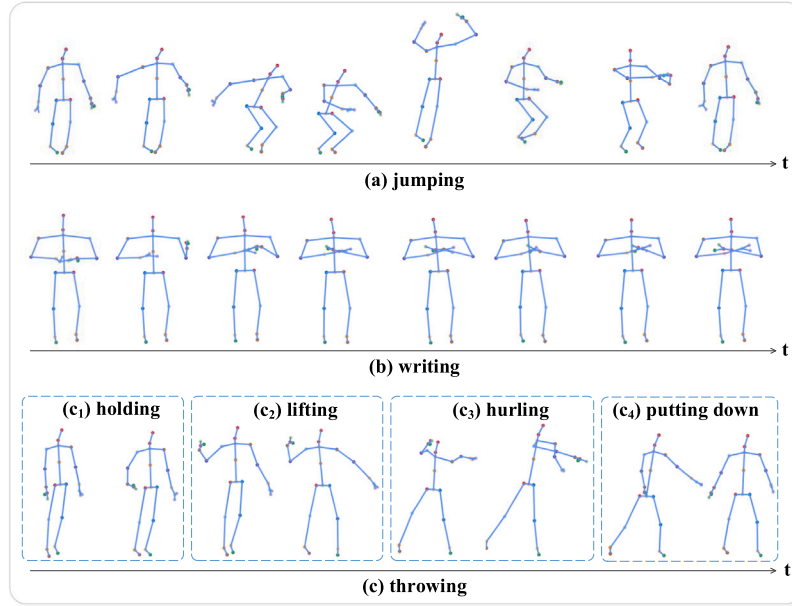 t
(a) jumping
t
(b) writing
(c₁) holding
(c₂) lifting
(c₃) hurling
(c₄) putting down
t
(c) throwing